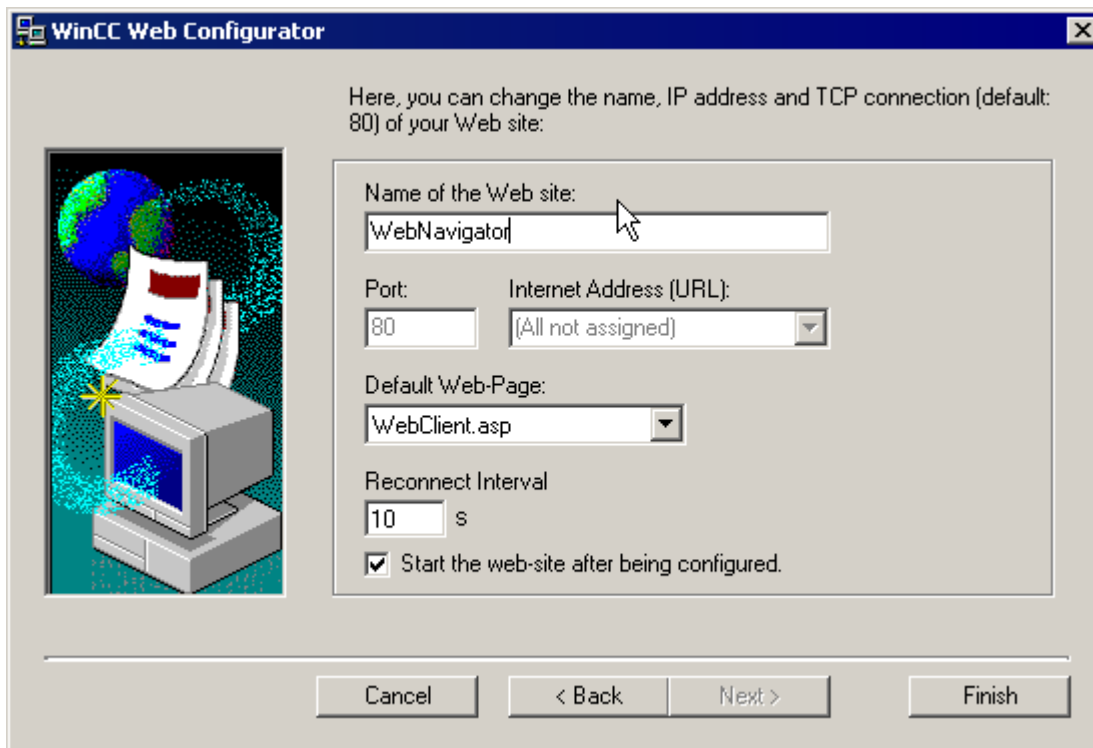 WinCC Web Configurator
Here, you can change the name, IP address and TCP connection (default:
80) of your Web site:
Name of the Web site:
WebNavigator
Port: Internet Address (URL):
80 (All not assigned)
Default Web-Page:
WebClient.asp
Reconnect Interval
10 s
Start the web-site after being configured.
Cancel < Back Next > Finish